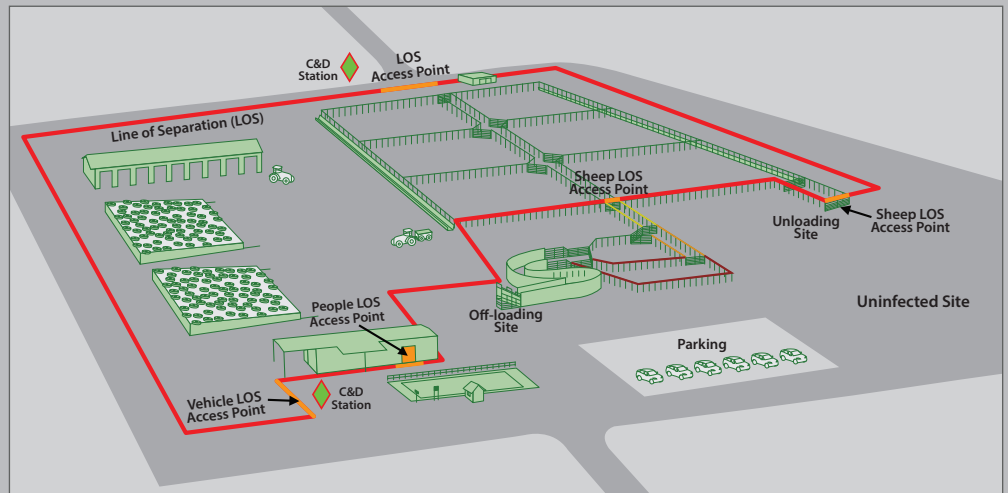 C&D
Station
LOS
Access Point
Line of Separation (LOS)
Sheep LOS
Access Point
Unloading
Site
Sheep LOS
Access Point
People LOS
Access Point
Off-loading
Site
Uninfected Site
Parking
Vehicle LOS
Access Point
C&D
Station